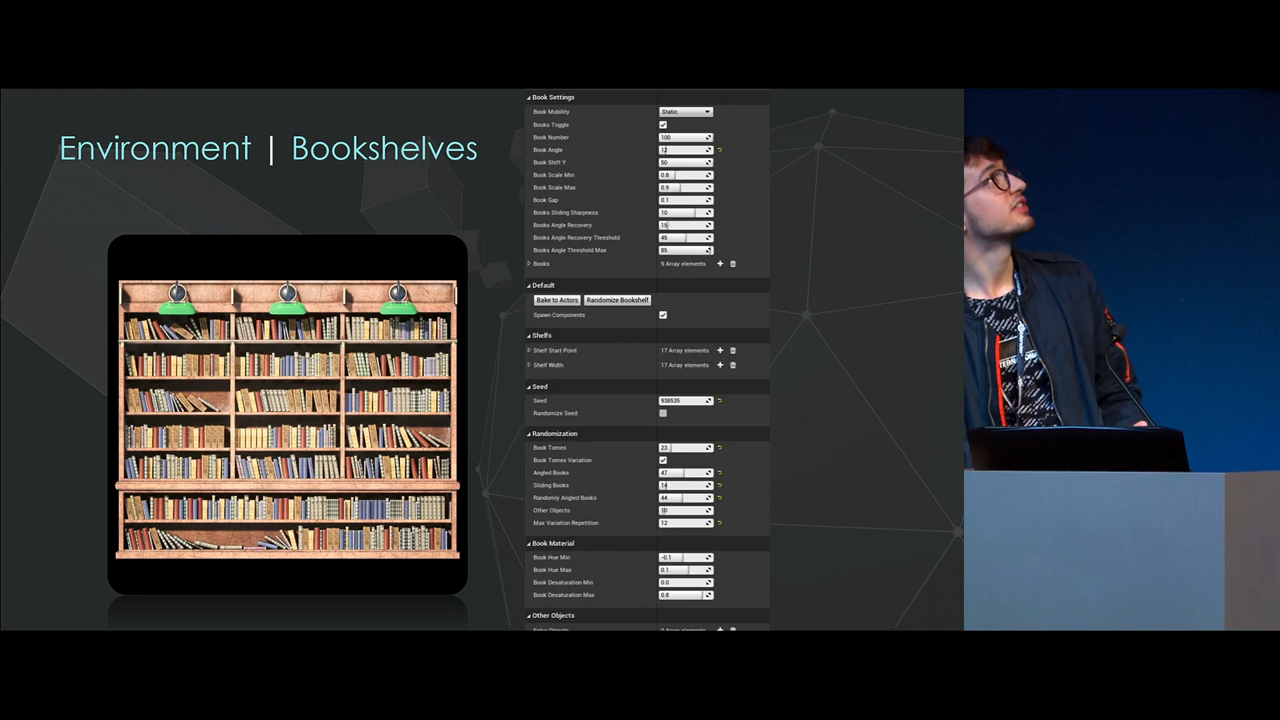 Environment | Bookshelves
Book Settings
Book Mobility Static
Books Toggle
Book Number 100
Book Angle 12
Book Shift Y 50
Book Scale Min 0.8
Book Scale Max 0.9
Book Gap 0.1
Books Sliding Sharpness 10
Books Angle Recovery 15
Books Angle Recovery Threshold 45
Books Angle Threshold Max 85
Books 9 Array elements
Default
Bake to Actors Randomize Bookshelf
Spawn Components
Shelfs
Shelf Start Point 17 Array elements
Shelf Width 17 Array elements
Seed
Seed 938535
Randomize Seed
Randomization
Book Tomes 23
Book Tomes Variation
Angled Books 47
Sliding Books 14
Randomly Angled Books 44
Other Objects 10
Max Variation Repetition 12
Book Material
Book Hue Min -0.1
Book Hue Max 0.1
Book Desaturation Min 0.0
Book Desaturation Max 0.8
Other Objects